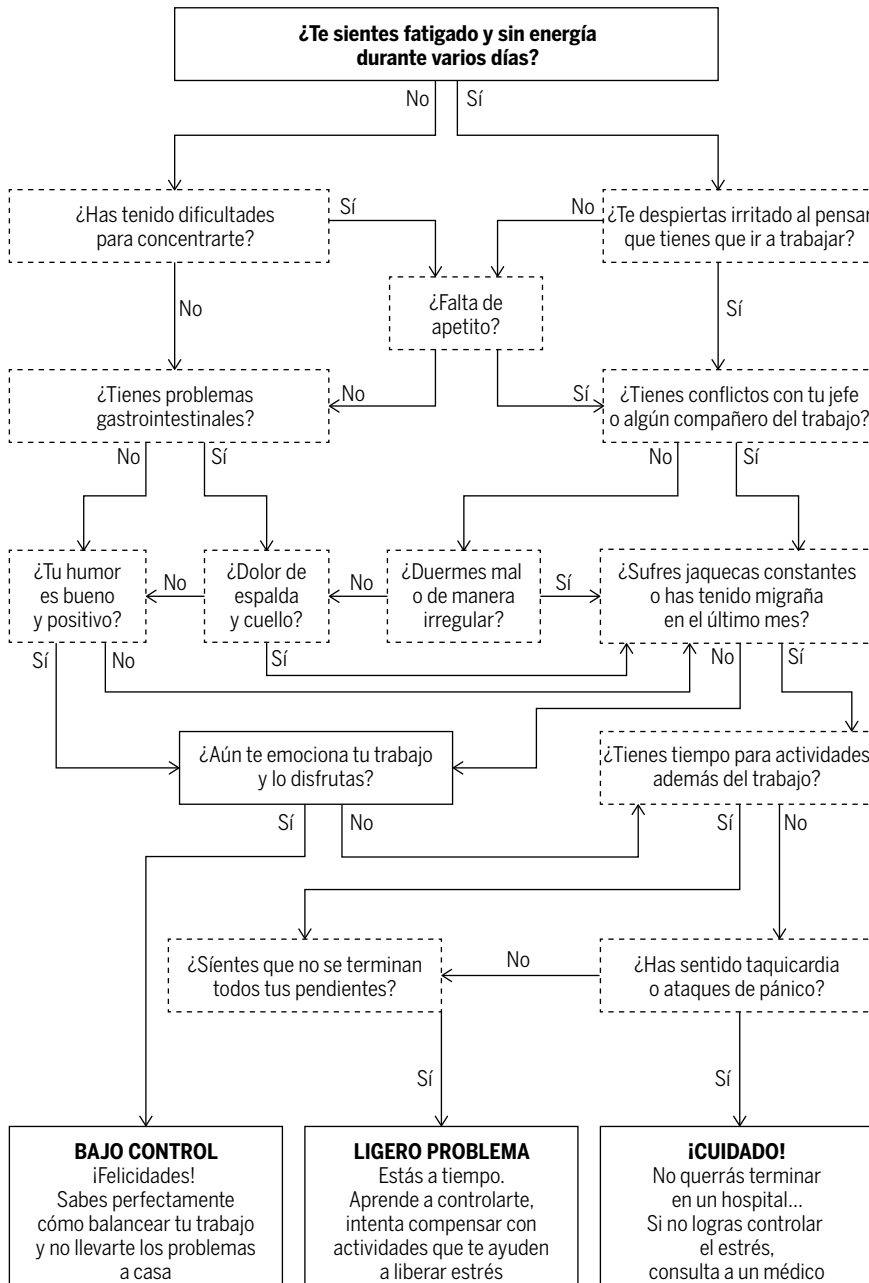 ¿Te sientes fatigado y sin energía
durante varios días?
No
Sí
¿Has tenido dificultades
para concentrarte?
Sí
No
¿Te despiertas irritado al pensar
que tienes que ir a trabajar?
¿Falta de
apetito?
No
Sí
¿Tienes problemas
gastrointestinales?
No
Sí
¿Tienes conflictos con tu jefe
o algún compañero del trabajo?
No
Sí
No
Sí
¿Tu humor
es bueno
y positivo?
No
¿Dolor de
espalda
y cuello?
No
¿Duermes mal
o de manera
irregular?
Sí
¿Sufres jaquecas constantes
o has tenido migraña
en el último mes?
Sí
No
Sí
No
Sí
¿Aún te emociona tu trabajo
y lo disfrutas?
¿Tienes tiempo para actividades
además del trabajo?
Sí
No
Sí
No
¿Síentes que no se terminan
todos tus pendientes?
No
¿Has sentido taquicardia
o ataques de pánico?
Sí
Sí
BAJO CONTROL
¡Felicidades!
Sabes perfectamente
cómo balancear tu trabajo
y no llevarte los problemas
a casa
LIGERO PROBLEMA
Estás a tiempo.
Aprende a controlarte,
intenta compensar con
actividades que te ayuden
a liberar estrés
¡CUIDADO!
No querrás terminar
en un hospital...
Si no logras controlar
el estrés,
consulta a un médico